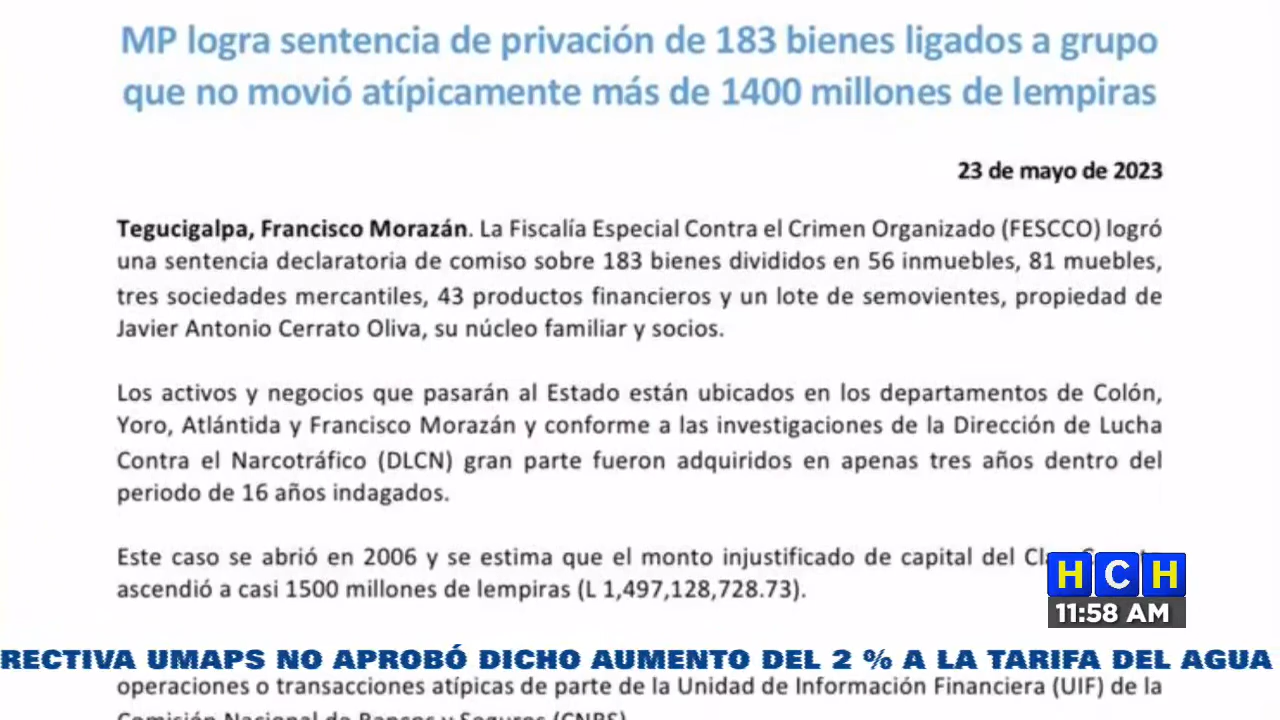 MP logra sentencia de privación de 183 bienes ligados a grupo
que no movió atípicamente más de 1400 millones de lempiras
23 de mayo de 2023
Tegucigalpa, Francisco Morazán. La Fiscalía Especial Contra el Crimen Organizado (FESCCO) logró
una sentencia declaratoria de comiso sobre 183 bienes divididos en 56 inmuebles, 81 muebles,
tres sociedades mercantiles, 43 productos financieros y un lote de semovientes, propiedad de
Javier Antonio Cerrato Oliva, su núcleo familiar y socios.
Los activos y negocios que pasarán al Estado están ubicados en los departamentos de Colón,
Yoro, Atlántida y Francisco Morazán y conforme a las investigaciones de la Dirección de Lucha
Contra el Narcotráfico (DLCN) gran parte fueron adquiridos en apenas tres años dentro del
periodo de 16 años indagados.
Este caso se abrió en 2006 y se estima que el monto injustificado de capital del
ascendió a casi 1500 millones de lempiras (L 1,497,128,728.73).
HCH
11:58 AM
RECTIVA UMAPS NO APROBÓ DICHO AUMENTO DEL 2 % A LA TARIFA DEL AGUA
operaciones o transacciones atípicas de parte de la Unidad de Información Financiera (UIF) de la
Comisión Nacional de Bancos y Seguros (CNBS)